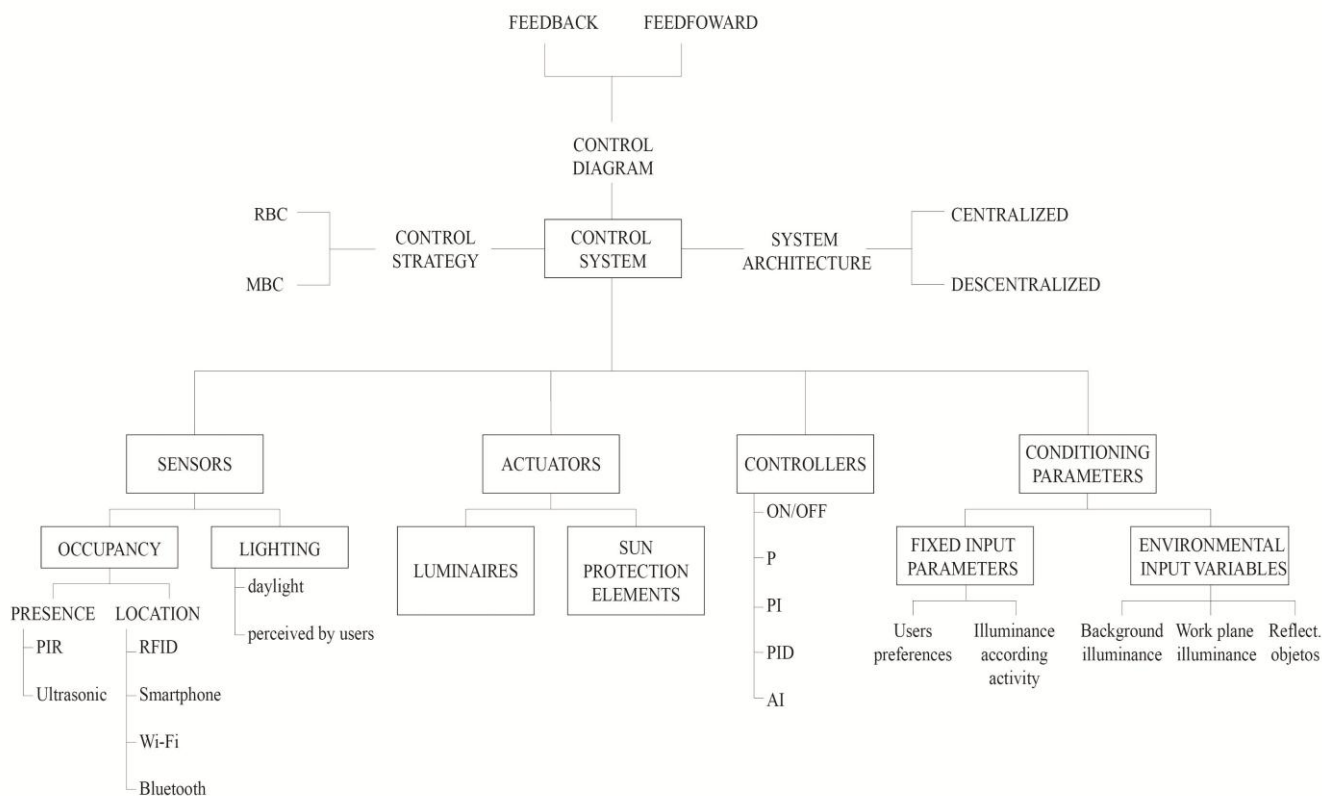 FEEDBACK
FEEDFOWARD
CONTROL
DIAGRAM
RBC
MBC
CONTROL
STRATEGY
CONTROL
SYSTEM
SYSTEM
ARCHITECTURE
CENTRALIZED
DESCENTRALIZED
SENSORS
ACTUATORS
CONTROLLERS
CONDITIONING
PARAMETERS
OCCUPANCY
LIGHTING
PRESENCE
PIR
Ultrasonic
LOCATION
RFID
Smartphone
Wi-Fi
Bluetooth
daylight
perceived by users
LUMINAIRES
SUN
PROTECTION
ELEMENTS
ON/OFF
P
PI
PID
AI
FIXED INPUT
PARAMETERS
Users
preferences
Illuminance
according
activity
ENVIRONMENTAL
INPUT VARIABLES
Background
illuminance
Work plane
illuminance
Reflect.
objetos